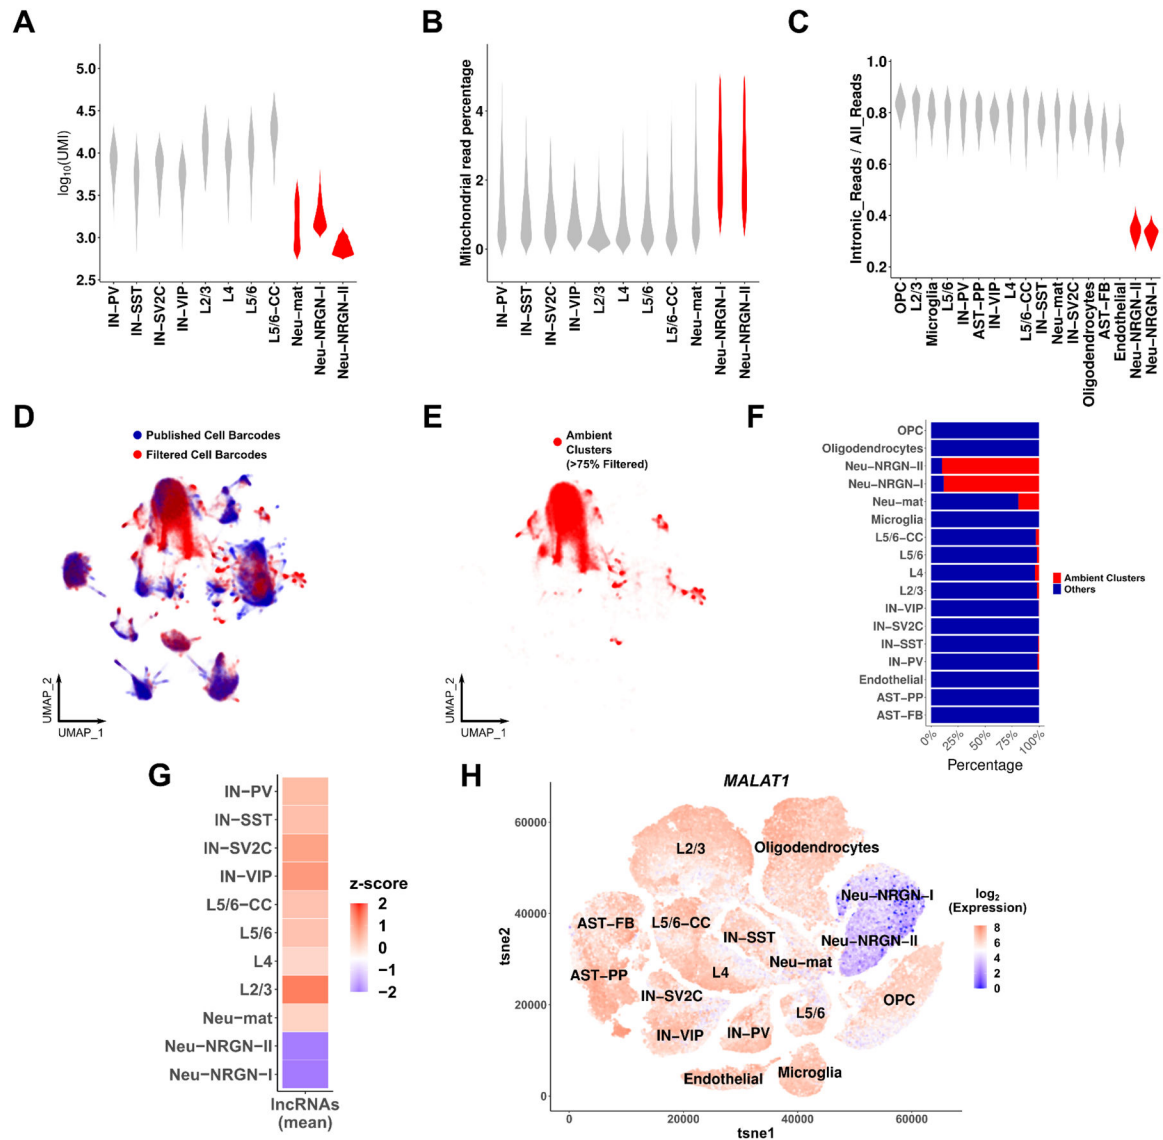 A
log10(UMI)
5.0
4.5
4.0
3.5
3.0
2.5
IN−PV
IN−SST
IN−SV2C
IN−VIP
L2/3
L4
L5/6
L5/6−CC
Neu−mat
Neu−NRGN−I
Neu−NRGN−II
B
Mitochondrial read percentage
4
2
0
IN−PV
IN−SST
IN−SV2C
IN−VIP
L2/3
L4
L5/6
L5/6−CC
Neu−mat
Neu−NRGN−I
Neu−NRGN−II
C
Intronic_Reads / All_Reads
1.0
0.8
0.6
0.4
0.2
OPC
L2/3
Microglia
L5/6
IN−PV
AST−PP
IN−VIP
L4
L5/6−CC
IN−SST
Neu−mat
IN−SV2C
Oligodendrocytes
AST−FB
Endothelial
Neu−NRGN−II
Neu−NRGN−I
D
Published Cell Barcodes
Filtered Cell Barcodes
UMAP_2
UMAP_1
E
Ambient
Clusters
(>75% Filtered)
UMAP_2
UMAP_1
F
OPC
Oligodendrocytes
Neu−NRGN−II
Neu−NRGN−I
Neu−mat
Microglia
L5/6−CC
L5/6
L4
L2/3
IN−VIP
IN−SV2C
IN−SST
IN−PV
Endothelial
AST−PP
AST−FB
0%
25%
50%
75%
100%
Percentage
Ambient Clusters
Others
G
IN−PV
IN−SST
IN−SV2C
IN−VIP
L5/6−CC
L5/6
L4
L2/3
Neu−mat
Neu−NRGN−II
Neu−NRGN−I
lncRNAs
(mean)
z−score
2
1
0
−1
−2
H
MALAT1
tsne2
60000
40000
20000
0
L2/3
Oligodendrocytes
Neu−NRGN−I
AST−FB
L5/6−CC
IN−SST
Neu−NRGN−II
AST−PP
L4
Neu−mat
IN−SV2C
OPC
IN−VIP
IN−PV
L5/6
Endothelial
Microglia
0
20000
40000
60000
tsne1
log2
(Expression)
8
6
4
2
0